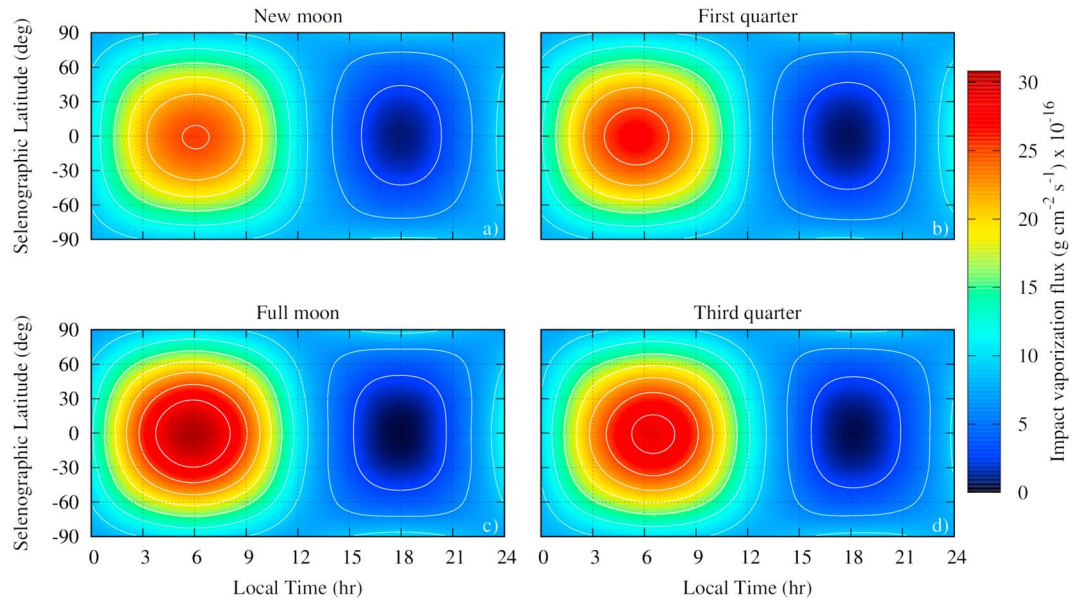 New moon
First quarter
Selenographic Latitude (deg)
90
60
30
0
-30
-60
-90
a)
b)
Full moon
Third quarter
Selenographic Latitude (deg)
90
60
30
0
-30
-60
-90
c)
d)
0 3 6 9 12 15 18 21 24
0 3 6 9 12 15 18 21 24
Local Time (hr)
Local Time (hr)
30
25
20
15
10
5
0
Impact vaporization flux (g cm⁻² s⁻¹) x 10⁻¹⁶